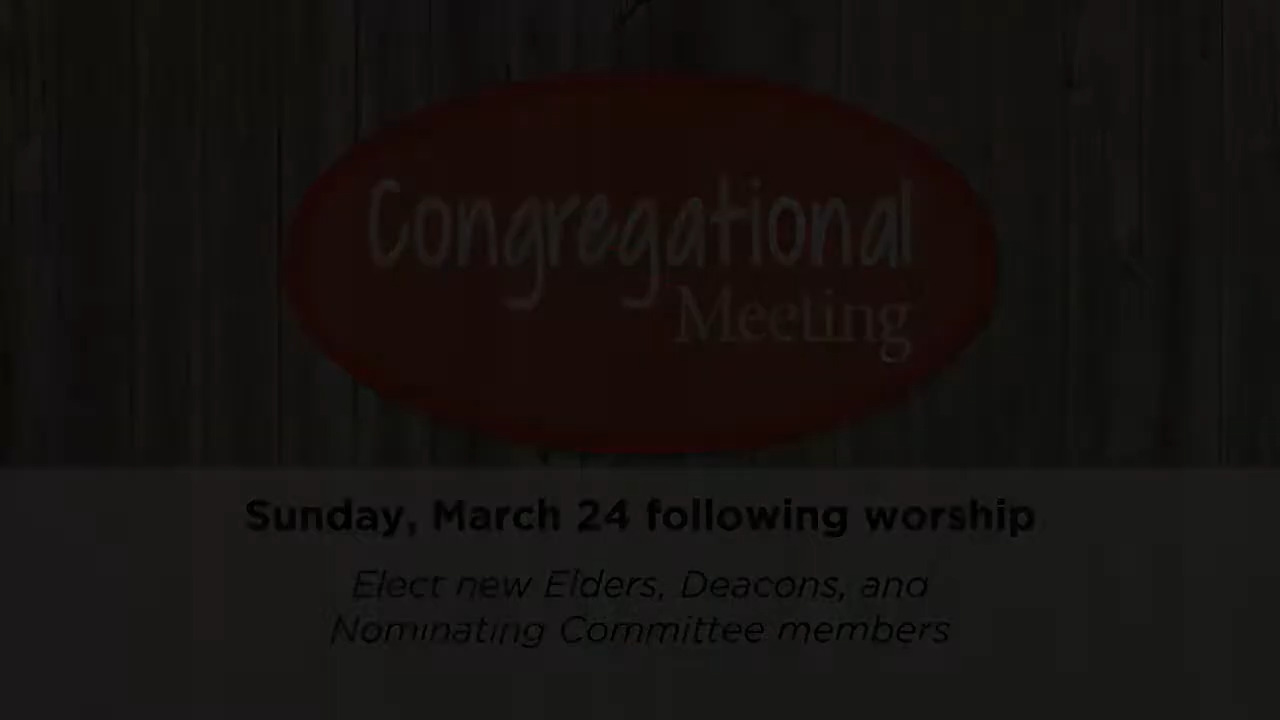 Congregational
Meeting
Sunday, March 24 following worship
Elect new Elders, Deacons, and
Nominating Committee members